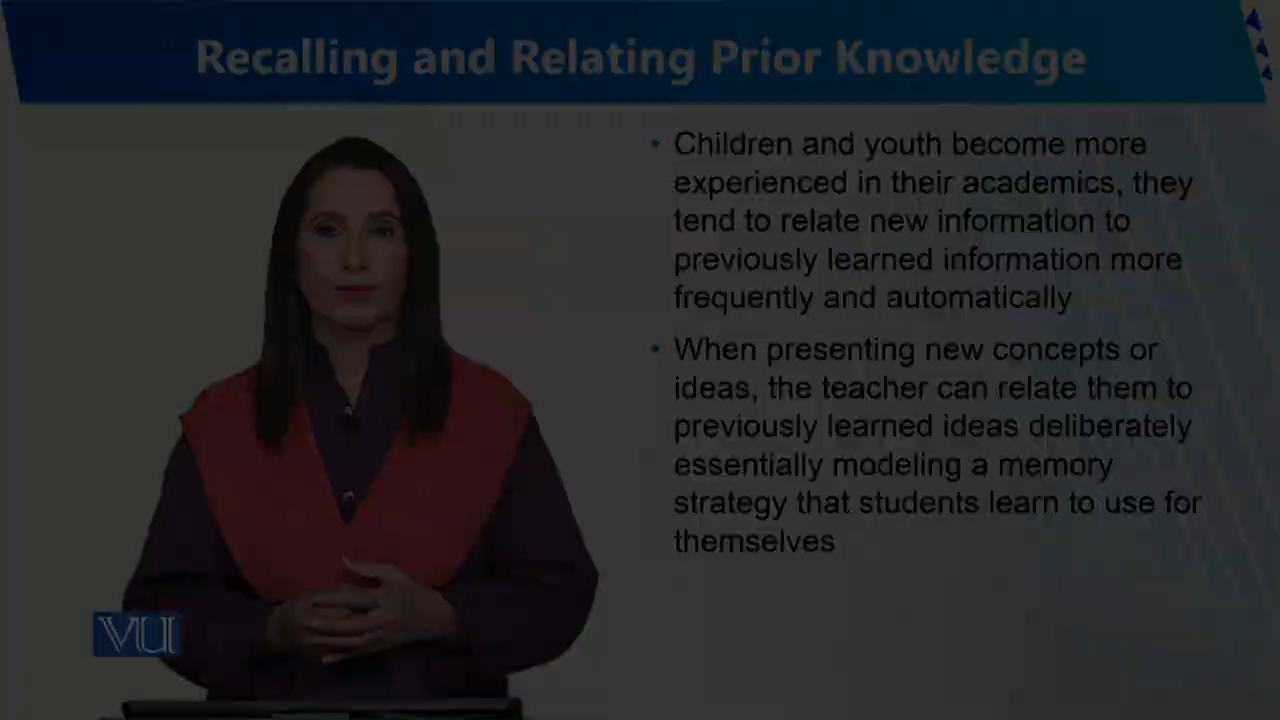 Recalling and Relating Prior Knowledge
• Children and youth become more
experienced in their academics, they
tend to relate new information to
previously learned information more
frequently and automatically
• When presenting new concepts or
ideas, the teacher can relate them to
previously learned ideas deliberately
essentially modeling a memory
strategy that students learn to use for
themselves
VU